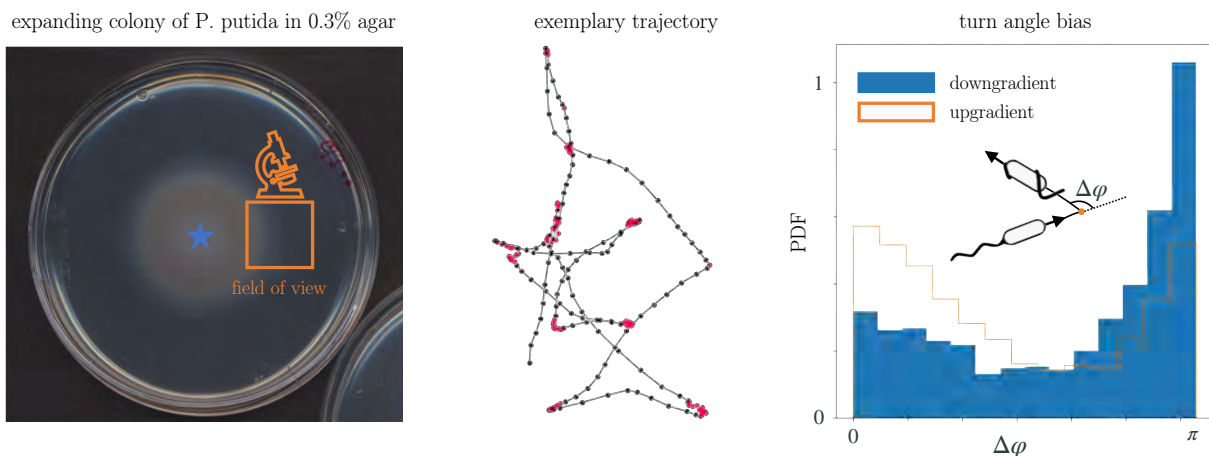 expanding colony of P. putida in 0.3% agar
exemplary trajectory
turn angle bias
field of view
PDF
1
0
downgradient
upgradient
Δφ
0
π
Δφ